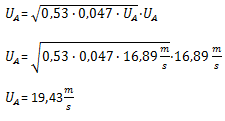 U_A = √(0,53 · 0,047 · U_A) · U_A
U_A = √(0,53 · 0,047 · 16,89 m/s) · 16,89 m/s
U_A = 19,43 m/s